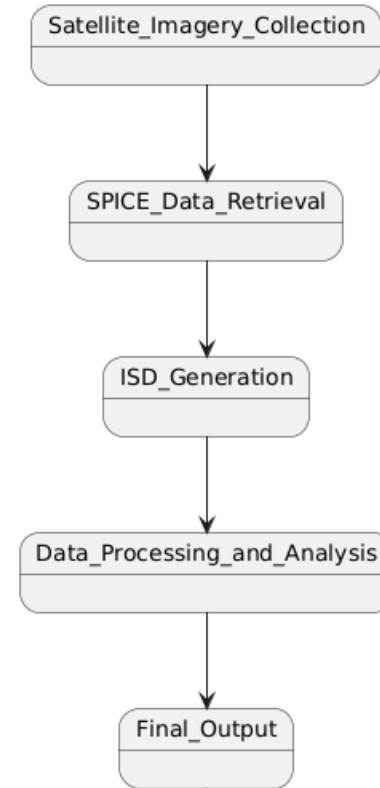 Satellite_Imagery_Collection
SPICE_Data_Retrieval
ISD_Generation
Data_Processing_and_Analysis
Final_Output